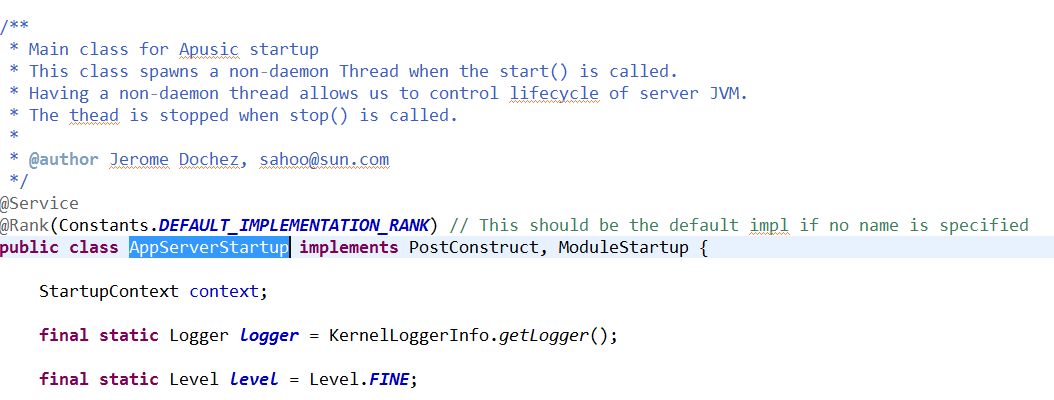 /**
 * Main class for Apusic startup
 * This class spawns a non-daemon Thread when the start() is called.
 * Having a non-daemon thread allows us to control lifecycle of server JVM.
 * The thead is stopped when stop() is called.
 *
 * @author Jerome Dochez, sahoo@sun.com
 */
@Service
@Rank(Constants.DEFAULT_IMPLEMENTATION_RANK) // This should be the default impl if no name is specified
public class AppServerStartup implements PostConstruct, ModuleStartup {
    StartupContext context;
    final static Logger logger = KernelLoggerInfo.getLogger();
    final static Level level = Level.FINE;